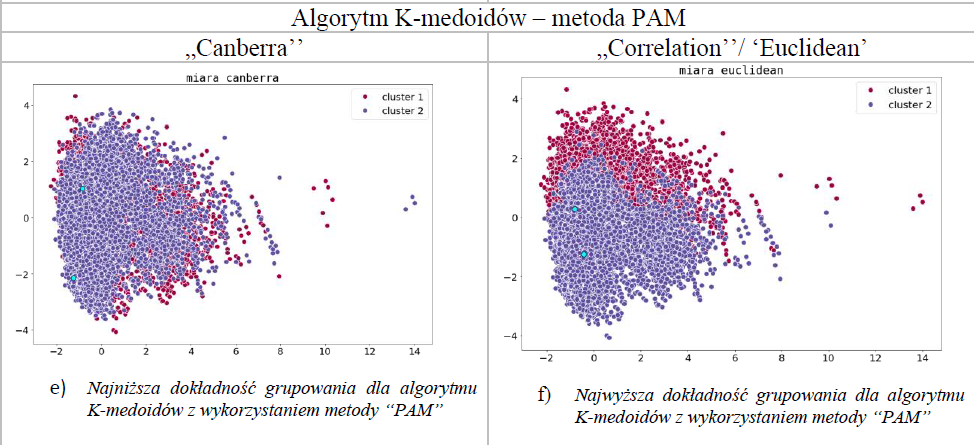 Algorytm K-medoidów – metoda PAM
„Canberra’’
„Correlation’’/ ‘Euclidean’
miara canberra
cluster 1
cluster 2
4
2
0
−2
−4
−2
0
2
4
6
8
10
12
14
miara euclidean
cluster 1
cluster 2
4
2
0
−2
−4
−2
0
2
4
6
8
10
12
14
e) Najniższa dokładność grupowania dla algorytmu
K-medoidów z wykorzystaniem metody “PAM”
f) Najwyższa dokładność grupowania dla algorytmu
K-medoidów z wykorzystaniem metody “PAM”